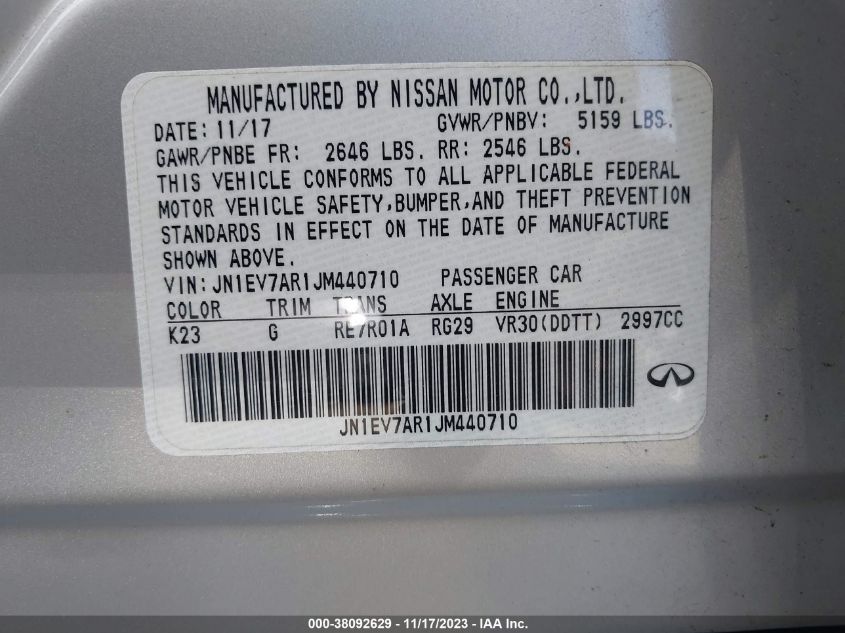 MANUFACTURED BY NISSAN MOTOR CO.,LTD.
DATE: 11/17 GVWR/PNBV: 5159 LBS.
GAWR/PNBE FR: 2646 LBS. RR: 2546 LBS.
THIS VEHICLE CONFORMS TO ALL APPLICABLE FEDERAL
MOTOR VEHICLE SAFETY,BUMPER,AND THEFT PREVENTION
STANDARDS IN EFFECT ON THE DATE OF MANUFACTURE
SHOWN ABOVE.
VIN:JN1EV7AR1JM440710 PASSENGER CAR
COLOR TRIM TRANS AXLE ENGINE
K23 G RE7R01A RG29 VR30(DDTT) 2997CC
JN1EV7AR1JM440710
000-38092629 - 11/17/2023 - IAA Inc.